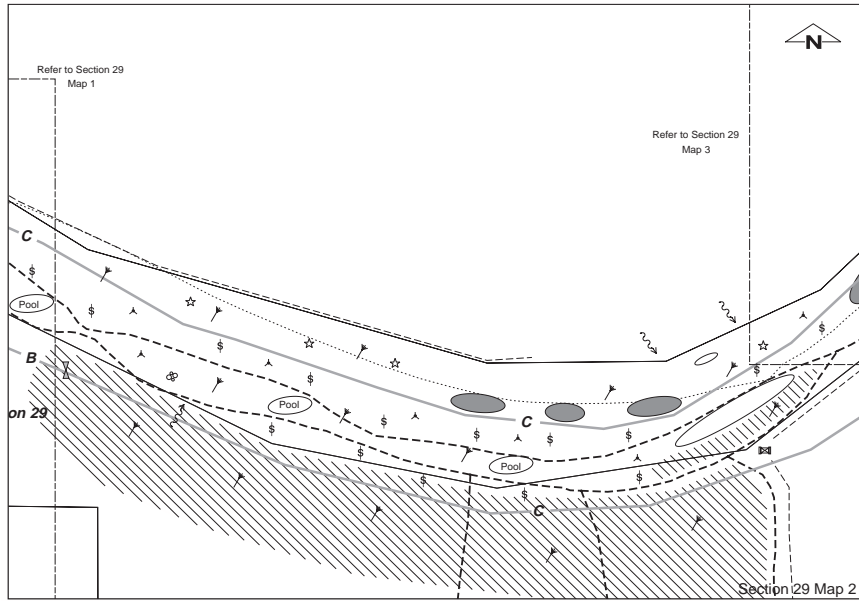 N
Refer to Section 29
Map 1
Refer to Section 29
Map 3
C
$
Pool
$
$
B
$
on 29
Pool
$
$
C
$
$
$
$
$
Pool
$
$
$
$
C
$
Section 29 Map 2